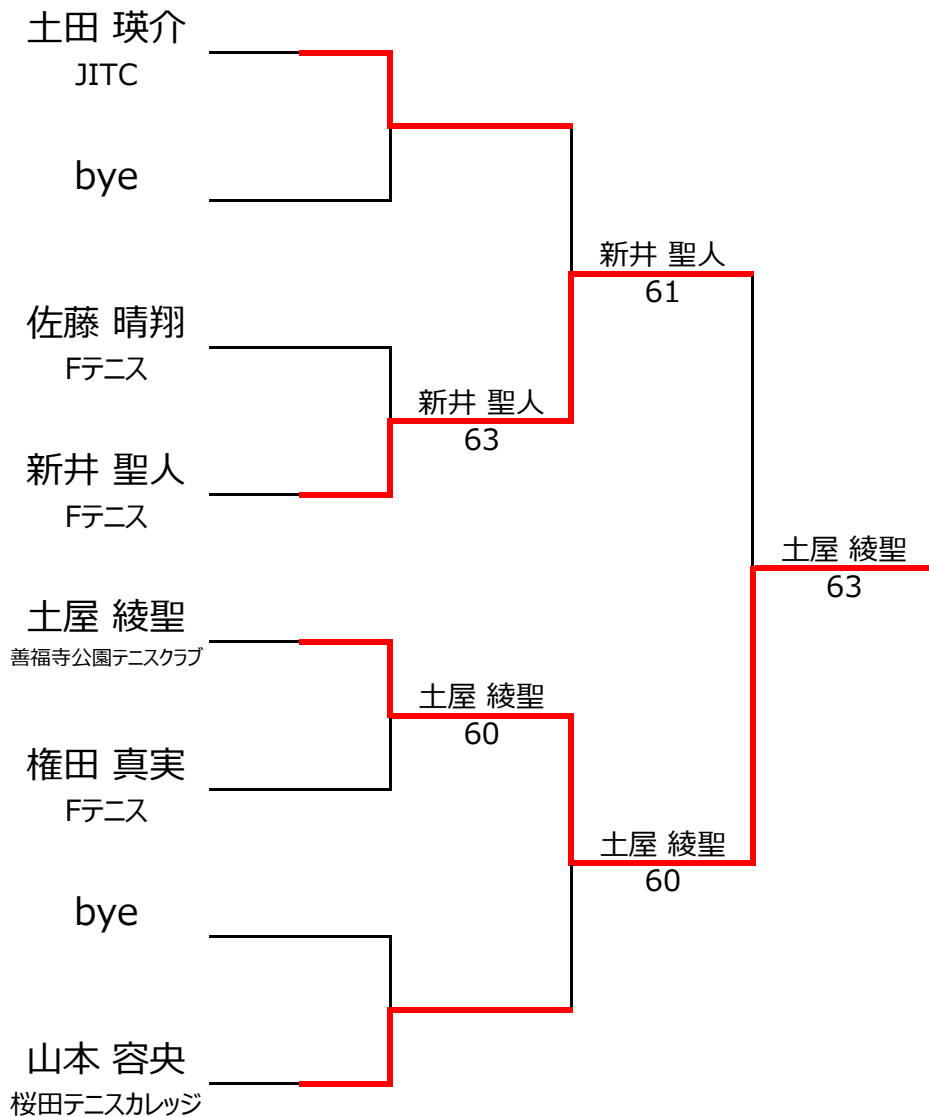 土田 瑛介
JITC
bye
佐藤 晴翔
Fテニス
新井 聖人
Fテニス
土屋 綾聖
善福寺公園テニスクラブ
権田 真実
Fテニス
bye
山本 容央
桜田テニスカレッジ
新井 聖人
63
土屋 綾聖
60
新井 聖人
61
土屋 綾聖
60
土屋 綾聖
63